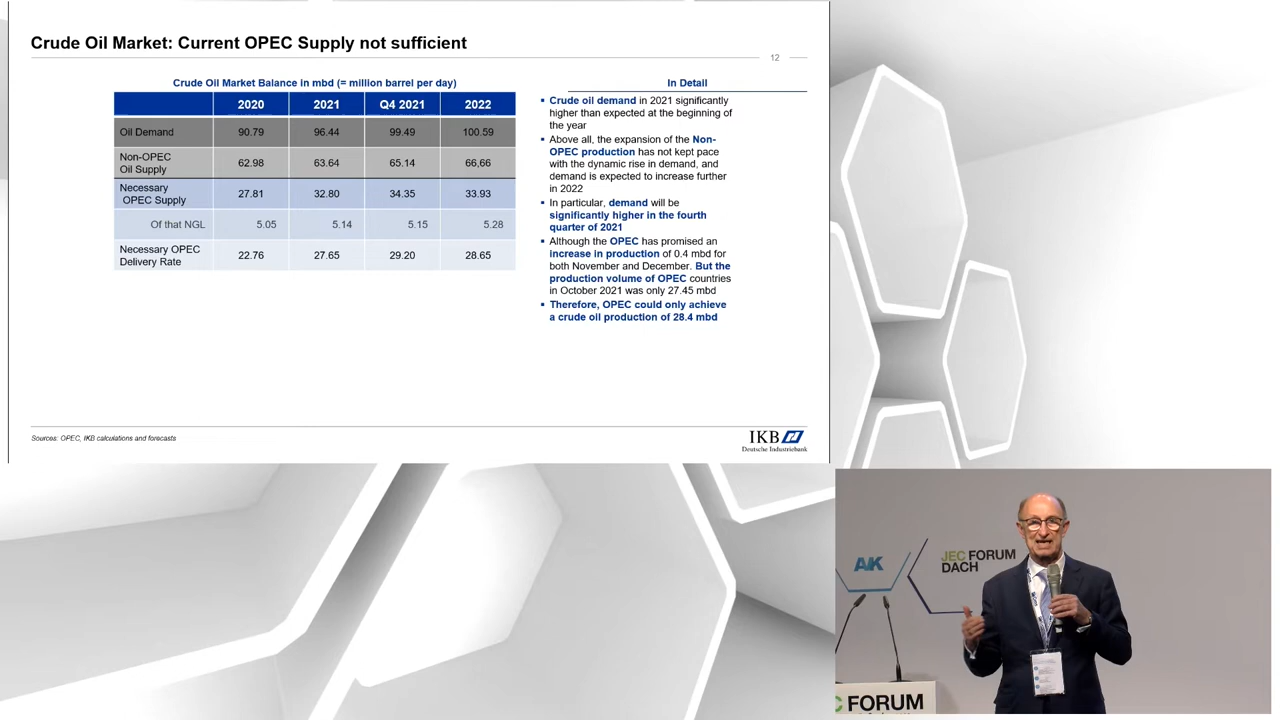 Crude Oil Market: Current OPEC Supply not sufficient
12
Crude Oil Market Balance in mbd (= million barrel per day)
2020 2021 Q4 2021 2022
Oil Demand 90.79 96.44 99.49 100.59
Non-OPEC
Oil Supply 62.98 63.64 65.14 66,66
Necessary
OPEC Supply 27.81 32.80 34.35 33.93
Of that NGL 5.05 5.14 5.15 5.28
Necessary OPEC
Delivery Rate 22.76 27.65 29.20 28.65
In Detail
▪ Crude oil demand in 2021 significantly
higher than expected at the beginning of
the year
▪ Above all, the expansion of the Non-
OPEC production has not kept pace
with the dynamic rise in demand, and
demand is expected to increase further
in 2022
▪ In particular, demand will be
significantly higher in the fourth
quarter of 2021
▪ Although the OPEC has promised an
increase in production of 0.4 mbd for
both November and December. But the
production volume of OPEC countries
in October 2021 was only 27.45 mbd
▪ Therefore, OPEC could only achieve
a crude oil production of 28.4 mbd
Sources: OPEC, IKB calculations and forecasts
IKB
Deutsche Industriebank
AVK
JEC FORUM
DACH
C FORUM